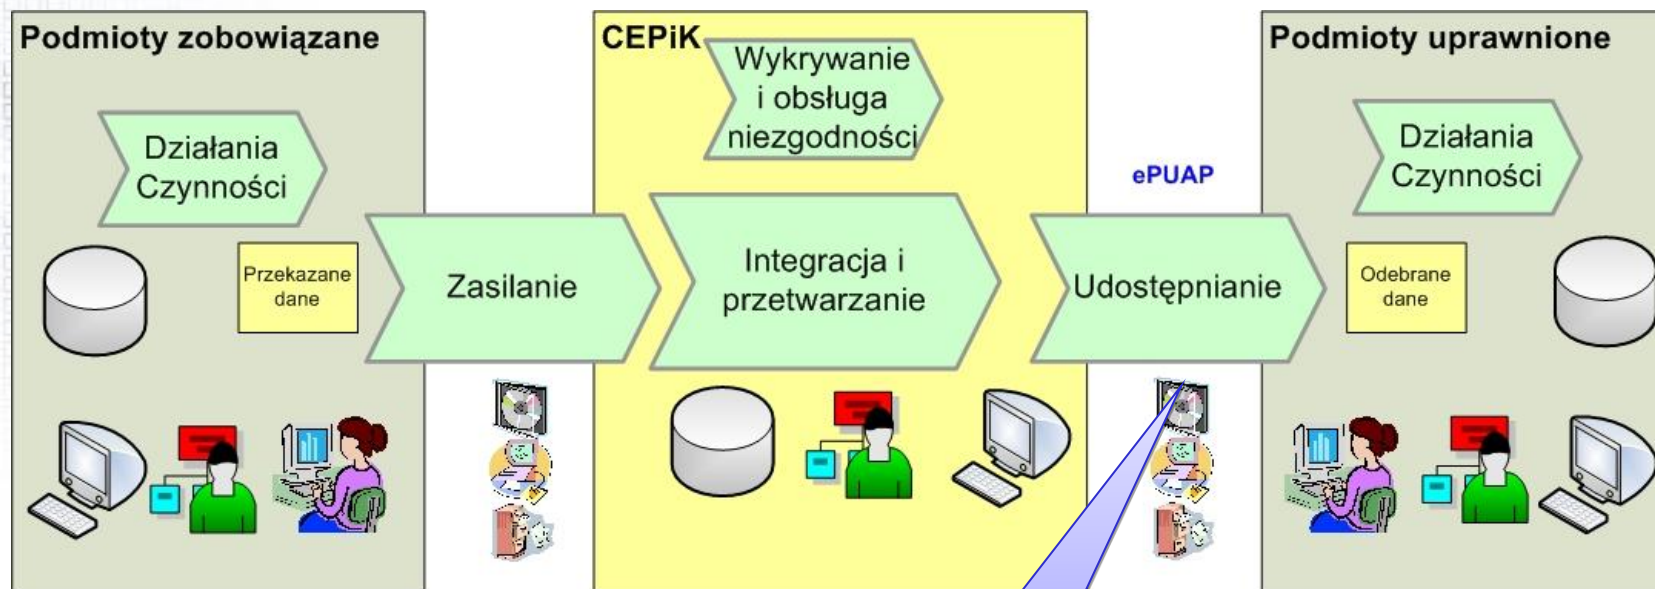 Podmioty zobowiązane
Działania
Czynności
Przekazane
dane
Zasilanie
CEPiK
Wykrywanie
i obsługa
niezgodności
Integracja i
przetwarzanie
ePUAP
Udostępnianie
Podmioty uprawnione
Działania
Czynności
Odebrane
dane